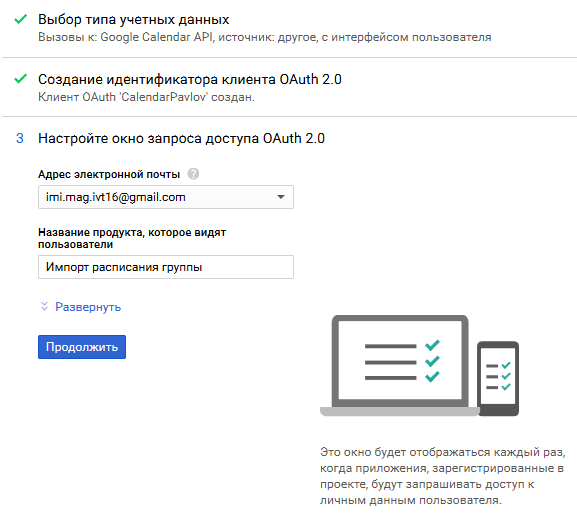 Выбор типа учетных данных
Вызовы к: Google Calendar API, источник: другое, с интерфейсом пользователя
Создание идентификатора клиента OAuth 2.0
Клиент OAuth 'CalendarPavlov' создан.
3 Настройте окно запроса доступа OAuth 2.0
Адрес электронной почты ?
imi.mag.ivt16@gmail.com
Название продукта, которое видят
пользователи
Импорт расписания группы
Развернуть
Продолжить
Это окно будет отображаться каждый раз,
когда приложения, зарегистрированные в
проекте, будут запрашивать доступ к
личным данным пользователя.